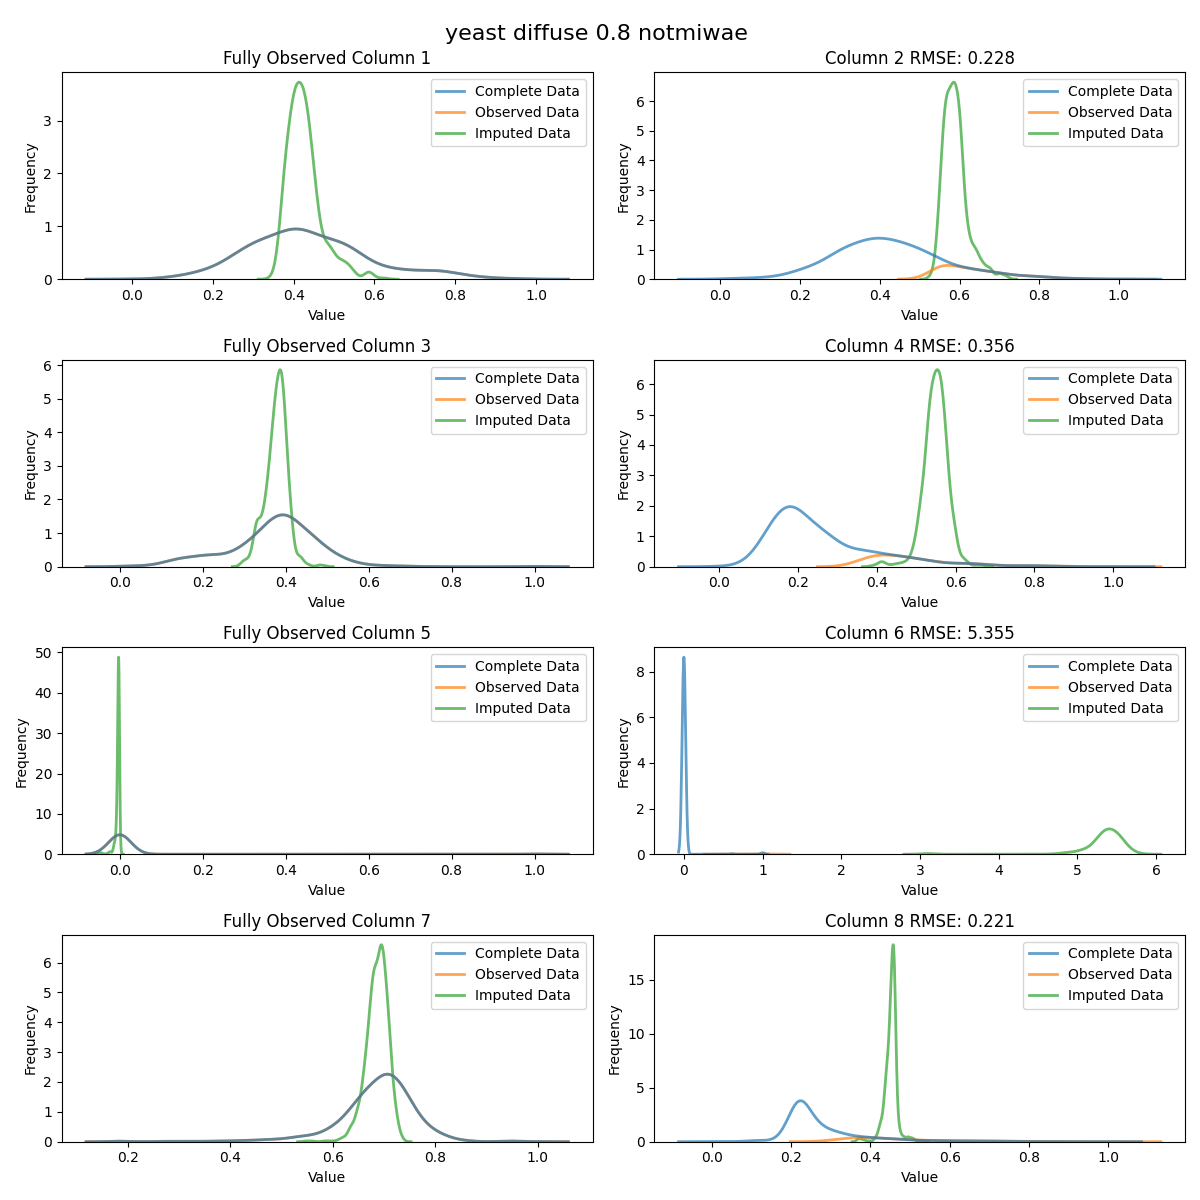 yeast diffuse 0.8 notmiwae
Fully Observed Column 1
Complete Data
Observed Data
Imputed Data
Frequency
0
1
2
3
0.0 0.2 0.4 0.6 0.8 1.0
Value
Column 2 RMSE: 0.228
Complete Data
Observed Data
Imputed Data
Frequency
0
1
2
3
4
5
6
0.0 0.2 0.4 0.6 0.8 1.0
Value
Fully Observed Column 3
Complete Data
Observed Data
Imputed Data
Frequency
0
1
2
3
4
5
6
0.0 0.2 0.4 0.6 0.8 1.0
Value
Column 4 RMSE: 0.356
Complete Data
Observed Data
Imputed Data
Frequency
0
1
2
3
4
5
6
0.0 0.2 0.4 0.6 0.8 1.0
Value
Fully Observed Column 5
Complete Data
Observed Data
Imputed Data
Frequency
0
10
20
30
40
50
0.0 0.2 0.4 0.6 0.8 1.0
Value
Column 6 RMSE: 5.355
Complete Data
Observed Data
Imputed Data
Frequency
0
2
4
6
8
0 1 2 3 4 5 6
Value
Fully Observed Column 7
Complete Data
Observed Data
Imputed Data
Frequency
0
1
2
3
4
5
6
0.2 0.4 0.6 0.8 1.0
Value
Column 8 RMSE: 0.221
Complete Data
Observed Data
Imputed Data
Frequency
0
5
10
15
0.0 0.2 0.4 0.6 0.8 1.0
Value